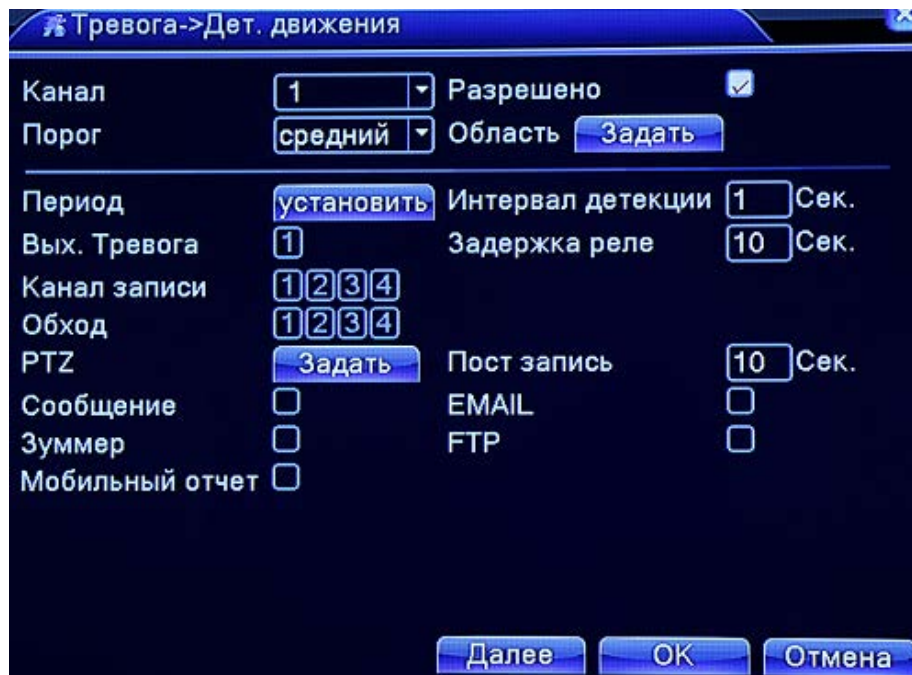 Тревога->Дет. движения
Канал 1 Разрешено
Порог средний Область Задать
Период установить Интервал детекции 1 Сек.
Вых. Тревога 1 Задержка реле 10 Сек.
Канал записи 1 2 3 4
Обход 1 2 3 4
PTZ Задать Пост запись 10 Сек.
Сообщение EMAIL
Зуммер FTP
Мобильный отчет
Далее OK Отмена